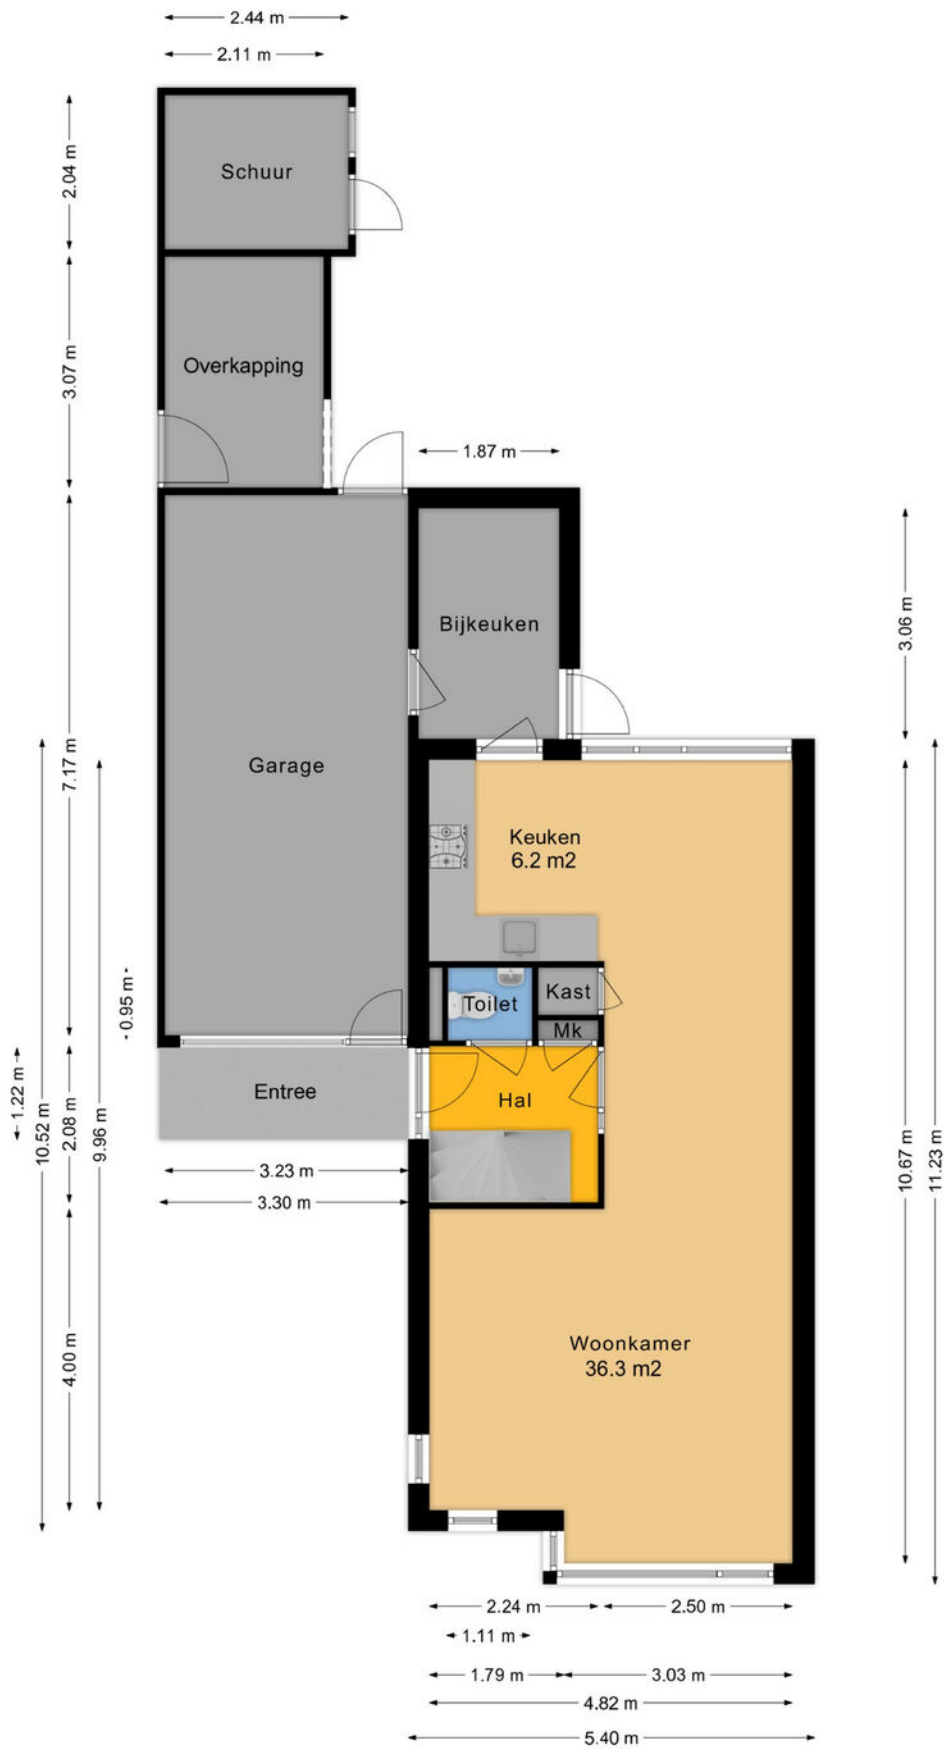 2.44 m
2.11 m
2.04 m
Schuur
3.07 m
Overkapping
1.87 m
3.06 m
Bijkeuken
7.17 m
Garage
Keuken
6.2 m2
0.95 m
Toilet
Kast
Mk
1.22 m
10.52 m
2.08 m
9.96 m
Entree
Hal
10.67 m
11.23 m
3.23 m
3.30 m
4.00 m
Woonkamer
36.3 m2
2.24 m
2.50 m
1.11 m
1.79 m
3.03 m
4.82 m
5.40 m